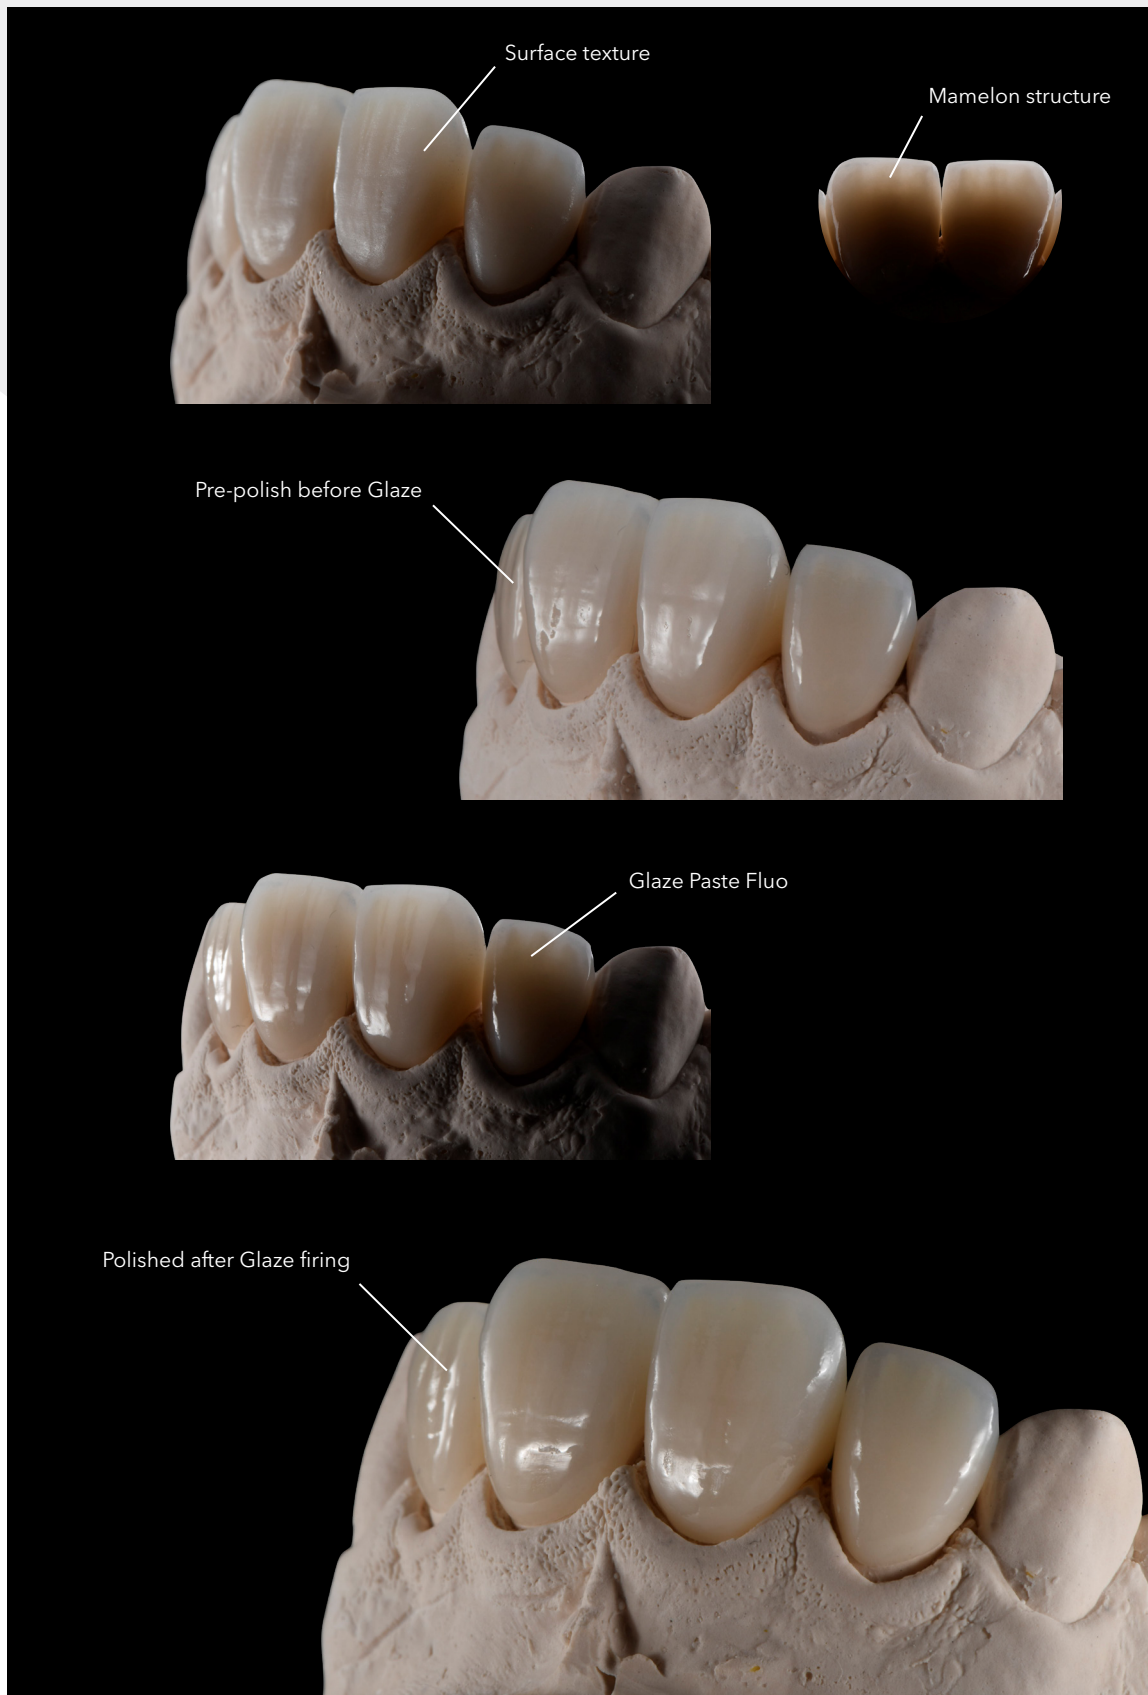 Surface texture
Mamelon structure
Pre-polish before Glaze
Glaze Paste Fluo
Polished after Glaze firing